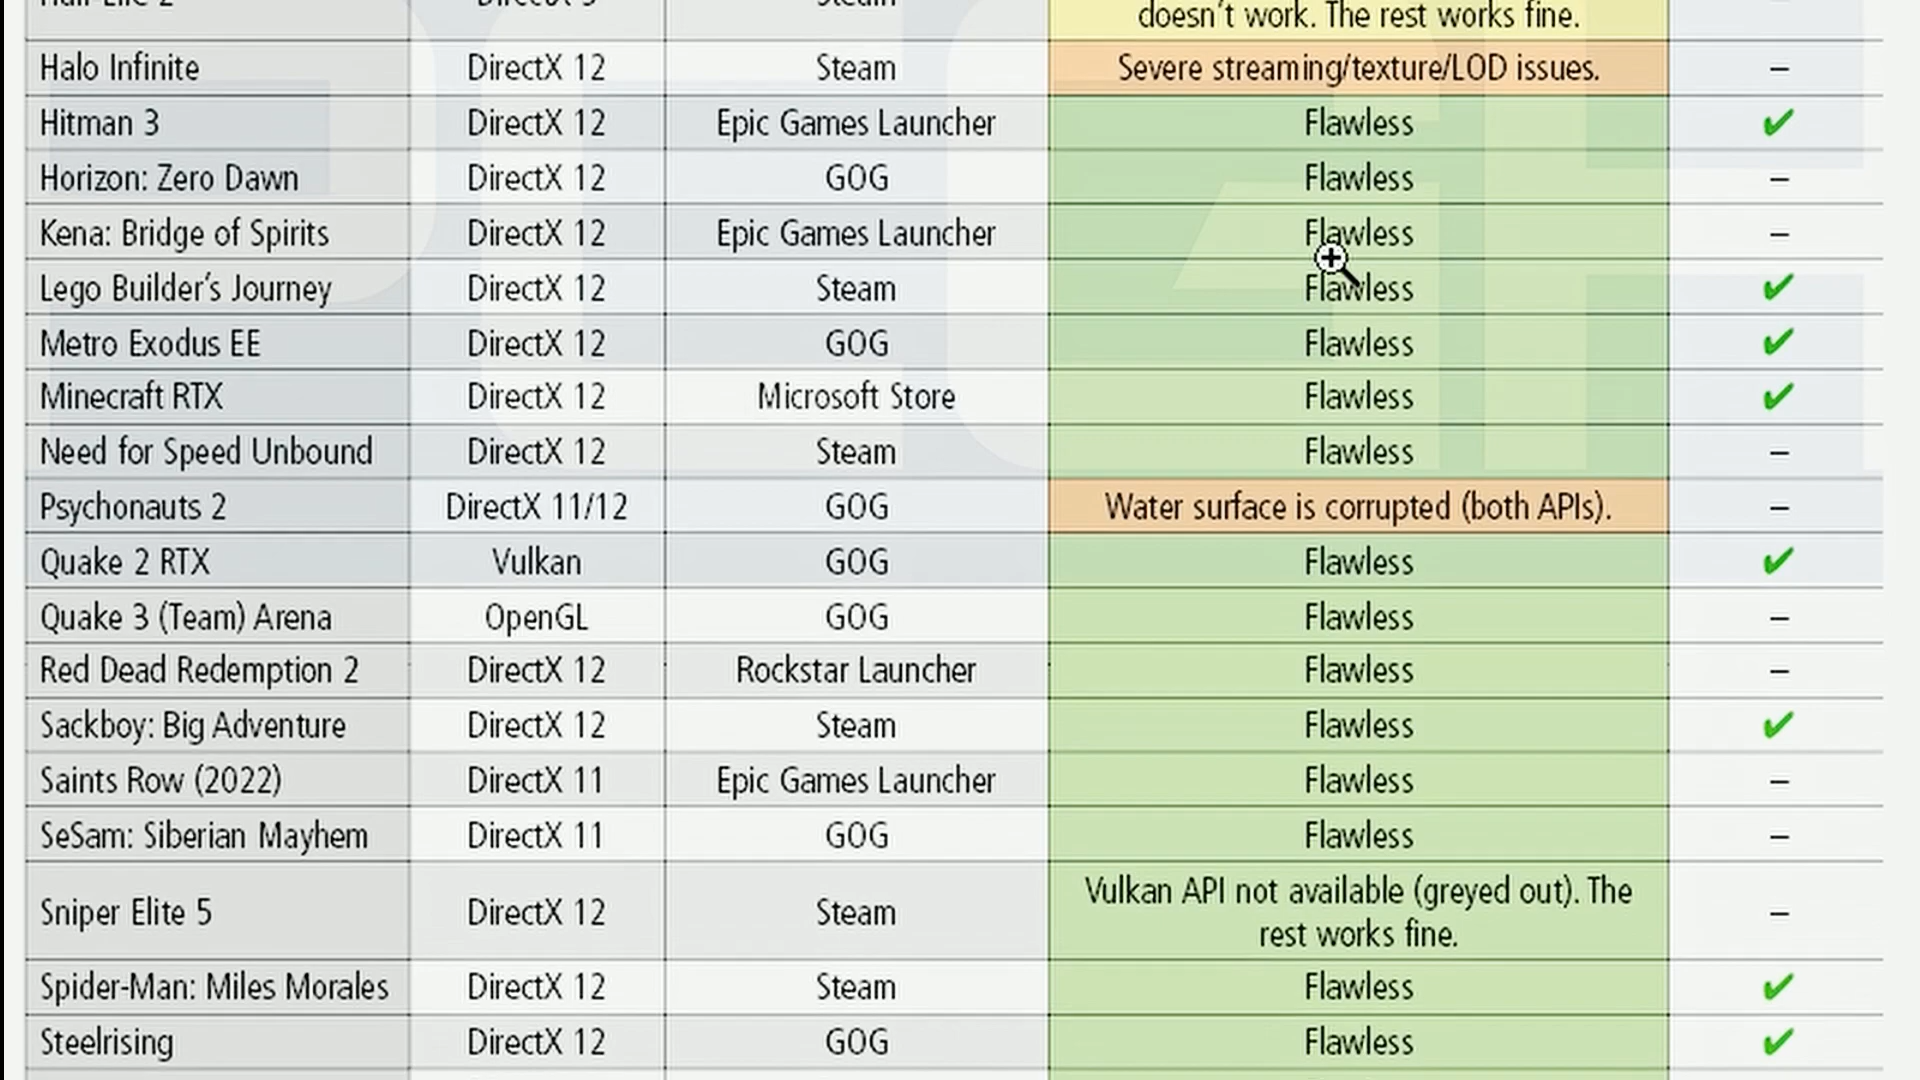 doesn't work. The rest works fine.
Halo Infinite DirectX 12 Steam Severe streaming/texture/LOD issues. –
Hitman 3 DirectX 12 Epic Games Launcher Flawless ✔
Horizon: Zero Dawn DirectX 12 GOG Flawless –
Kena: Bridge of Spirits DirectX 12 Epic Games Launcher Flawless –
Lego Builder's Journey DirectX 12 Steam Flawless ✔
Metro Exodus EE DirectX 12 GOG Flawless ✔
Minecraft RTX DirectX 12 Microsoft Store Flawless ✔
Need for Speed Unbound DirectX 12 Steam Flawless –
Psychonauts 2 DirectX 11/12 GOG Water surface is corrupted (both APIs). –
Quake 2 RTX Vulkan GOG Flawless ✔
Quake 3 (Team) Arena OpenGL GOG Flawless –
Red Dead Redemption 2 DirectX 12 Rockstar Launcher Flawless –
Sackboy: Big Adventure DirectX 12 Steam Flawless ✔
Saints Row (2022) DirectX 11 Epic Games Launcher Flawless –
SeSam: Siberian Mayhem DirectX 11 GOG Flawless –
Sniper Elite 5 DirectX 12 Steam Vulkan API not available (greyed out). The –
rest works fine.
Spider-Man: Miles Morales DirectX 12 Steam Flawless ✔
Steelrising DirectX 12 GOG Flawless ✔